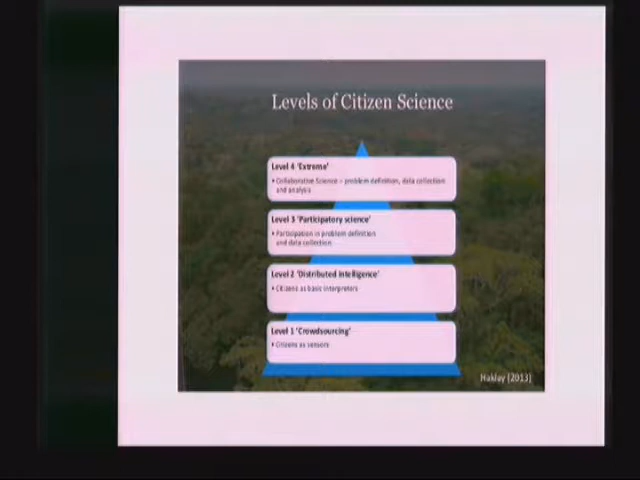 Levels of Citizen Science
Level 4 'Extreme'
• Collaborative Science – problem definition, data collection
and analysis
Level 3 'Participatory science'
• Participation in problem definition
and data collection
Level 2 'Distributed intelligence'
• Citizens as basic interpreters
Level 1 'Crowdsourcing'
• Citizens as sensors
Haklay (2013)